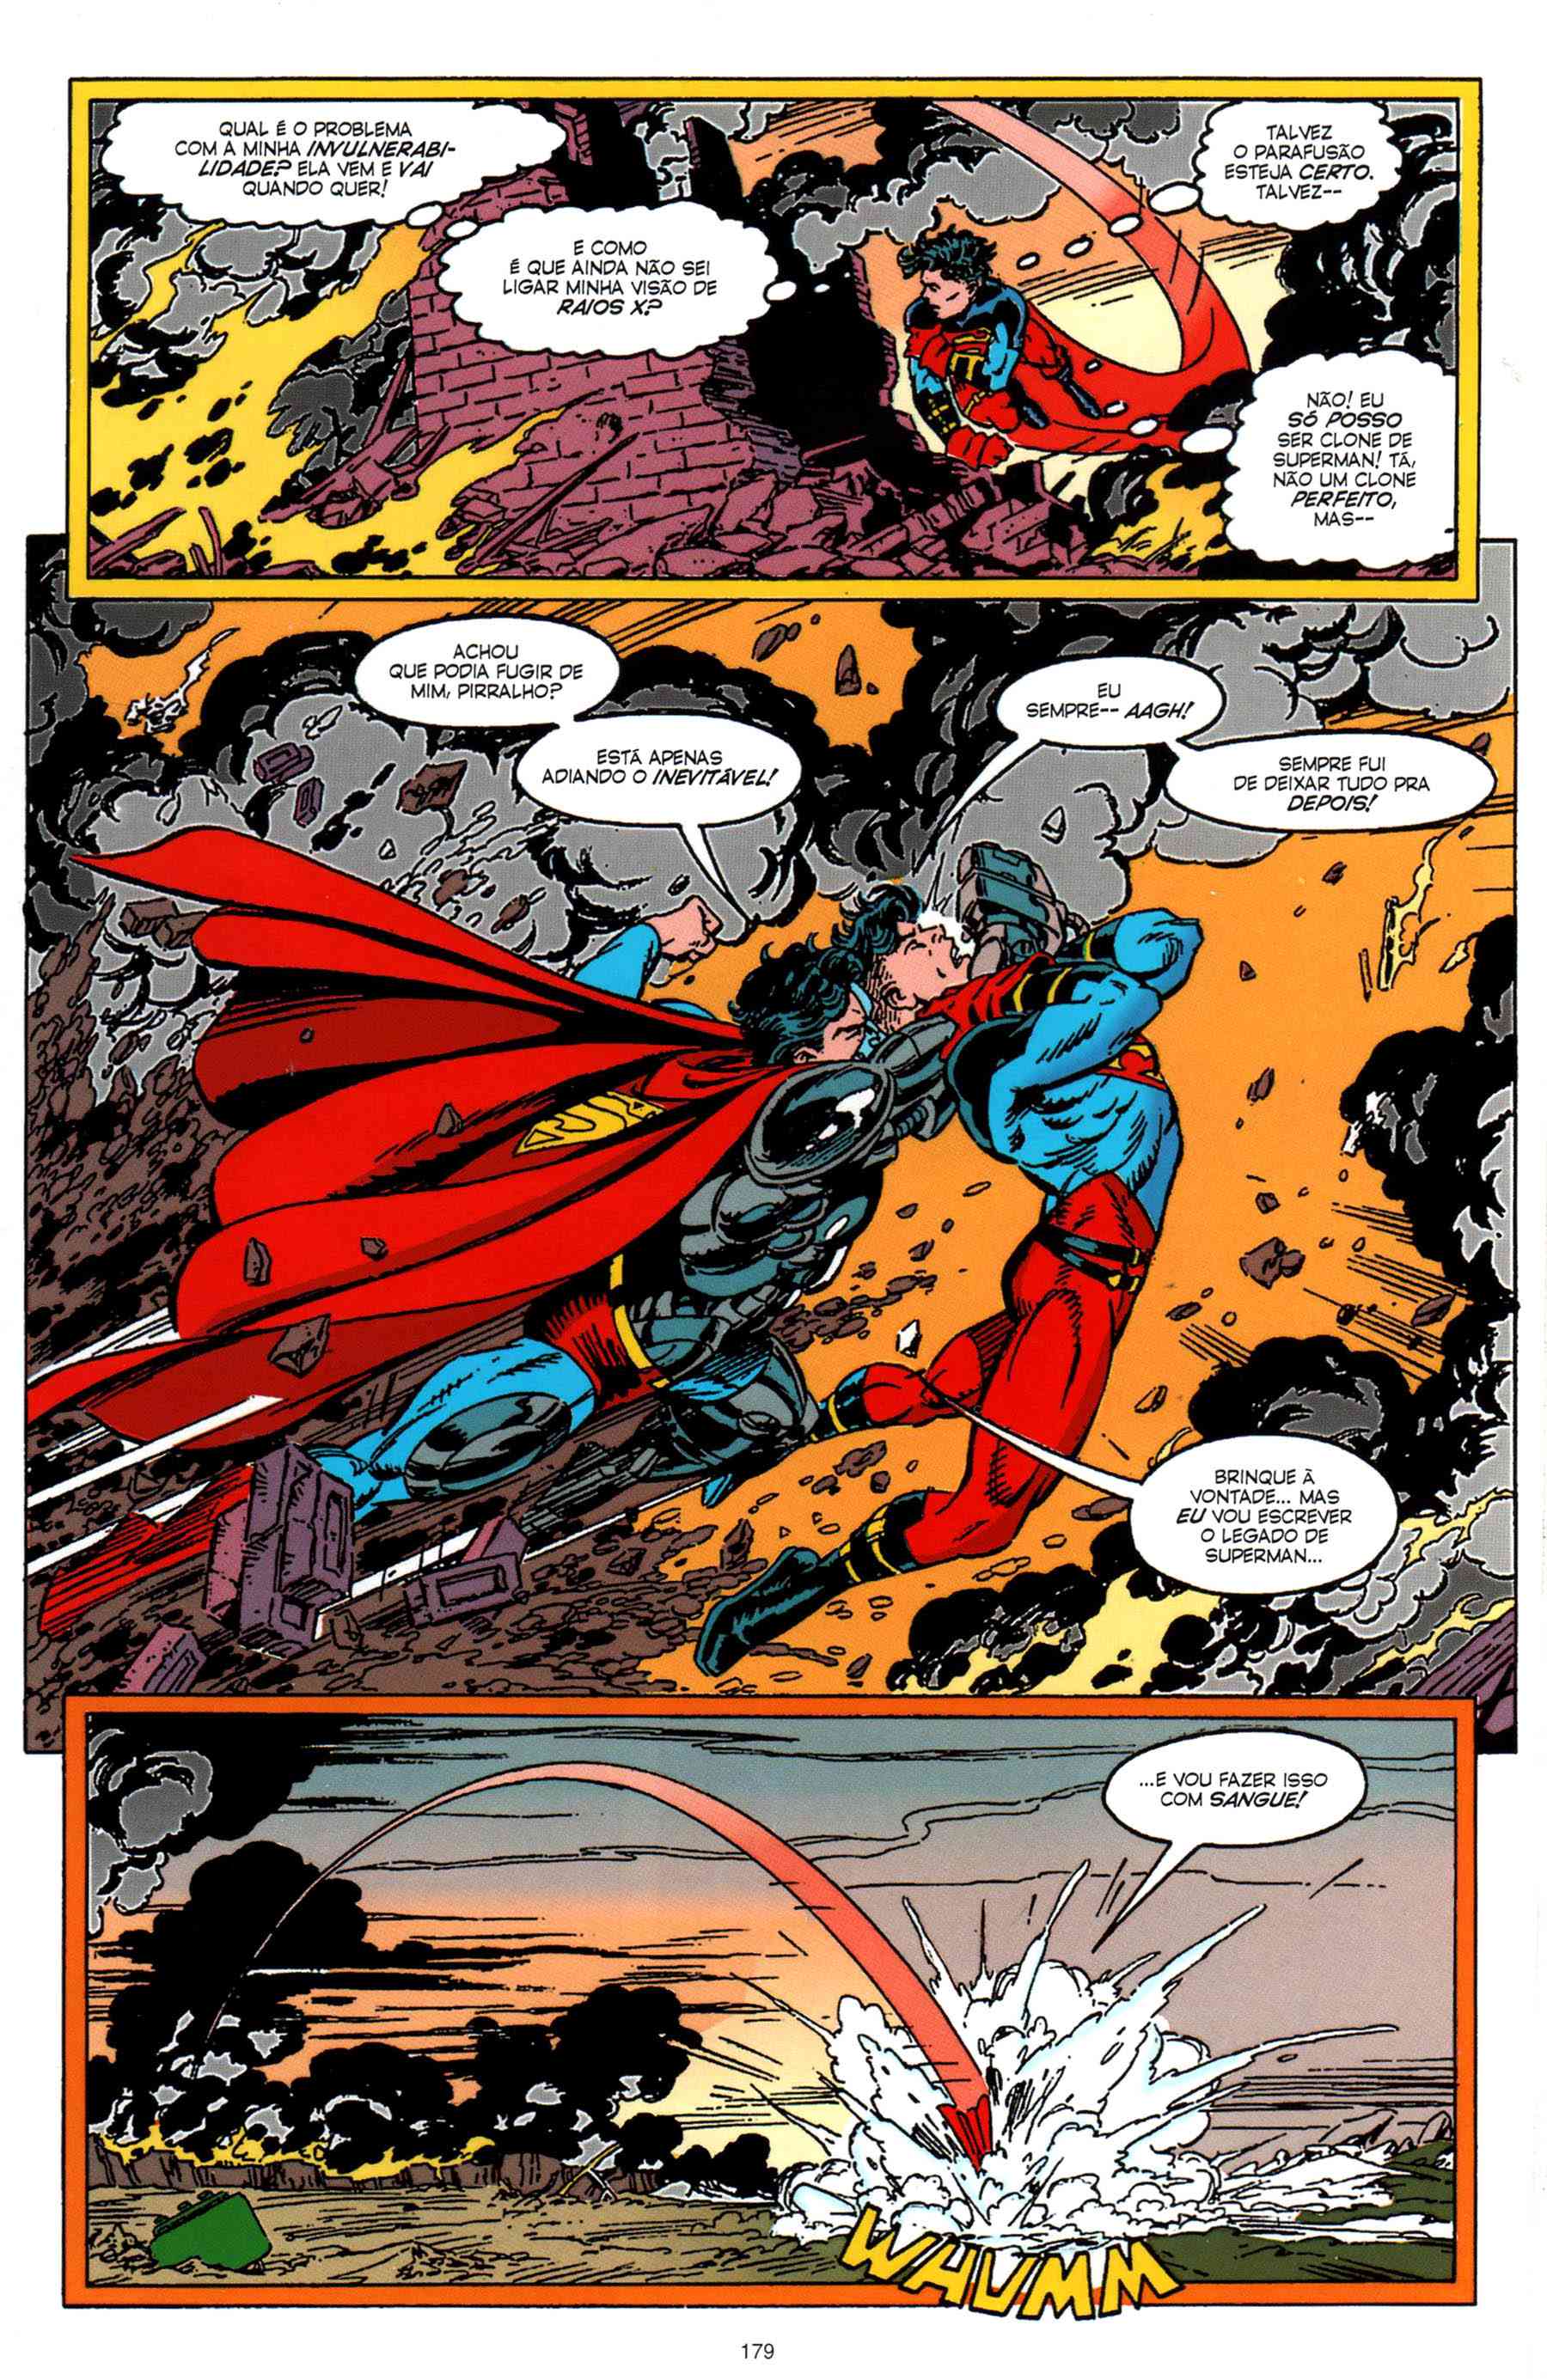 QUAL É O PROBLEMA
COM A MINHA INVULNERABI-
LIDADE? ELA VEM E VAI
QUANDO QUER!
E COMO
É QUE AINDA NÃO SEI
LIGAR MINHA VISÃO DE
RAIOS X?
TALVEZ
O PARAFUSÃO
ESTEJA CERTO.
TALVEZ--
NÃO! EU
SÓ POSSO
SER CLONE DE
SUPERMAN! TÁ,
NÃO UM CLONE
PERFEITO,
MAS--
ACHOU
QUE PODIA FUGIR DE
MIM, PIRRALHO?
ESTÁ APENAS
ADIANDO O INEVITÁVEL!
EU
SEMPRE-- AAGH!
SEMPRE FUI
DE DEIXAR TUDO PRA
DEPOIS!
BRINQUE À
VONTADE... MAS
EU VOU ESCREVER
O LEGADO DE
SUPERMAN...
...E VOU FAZER ISSO
COM SANGUE!
WHUMM
179